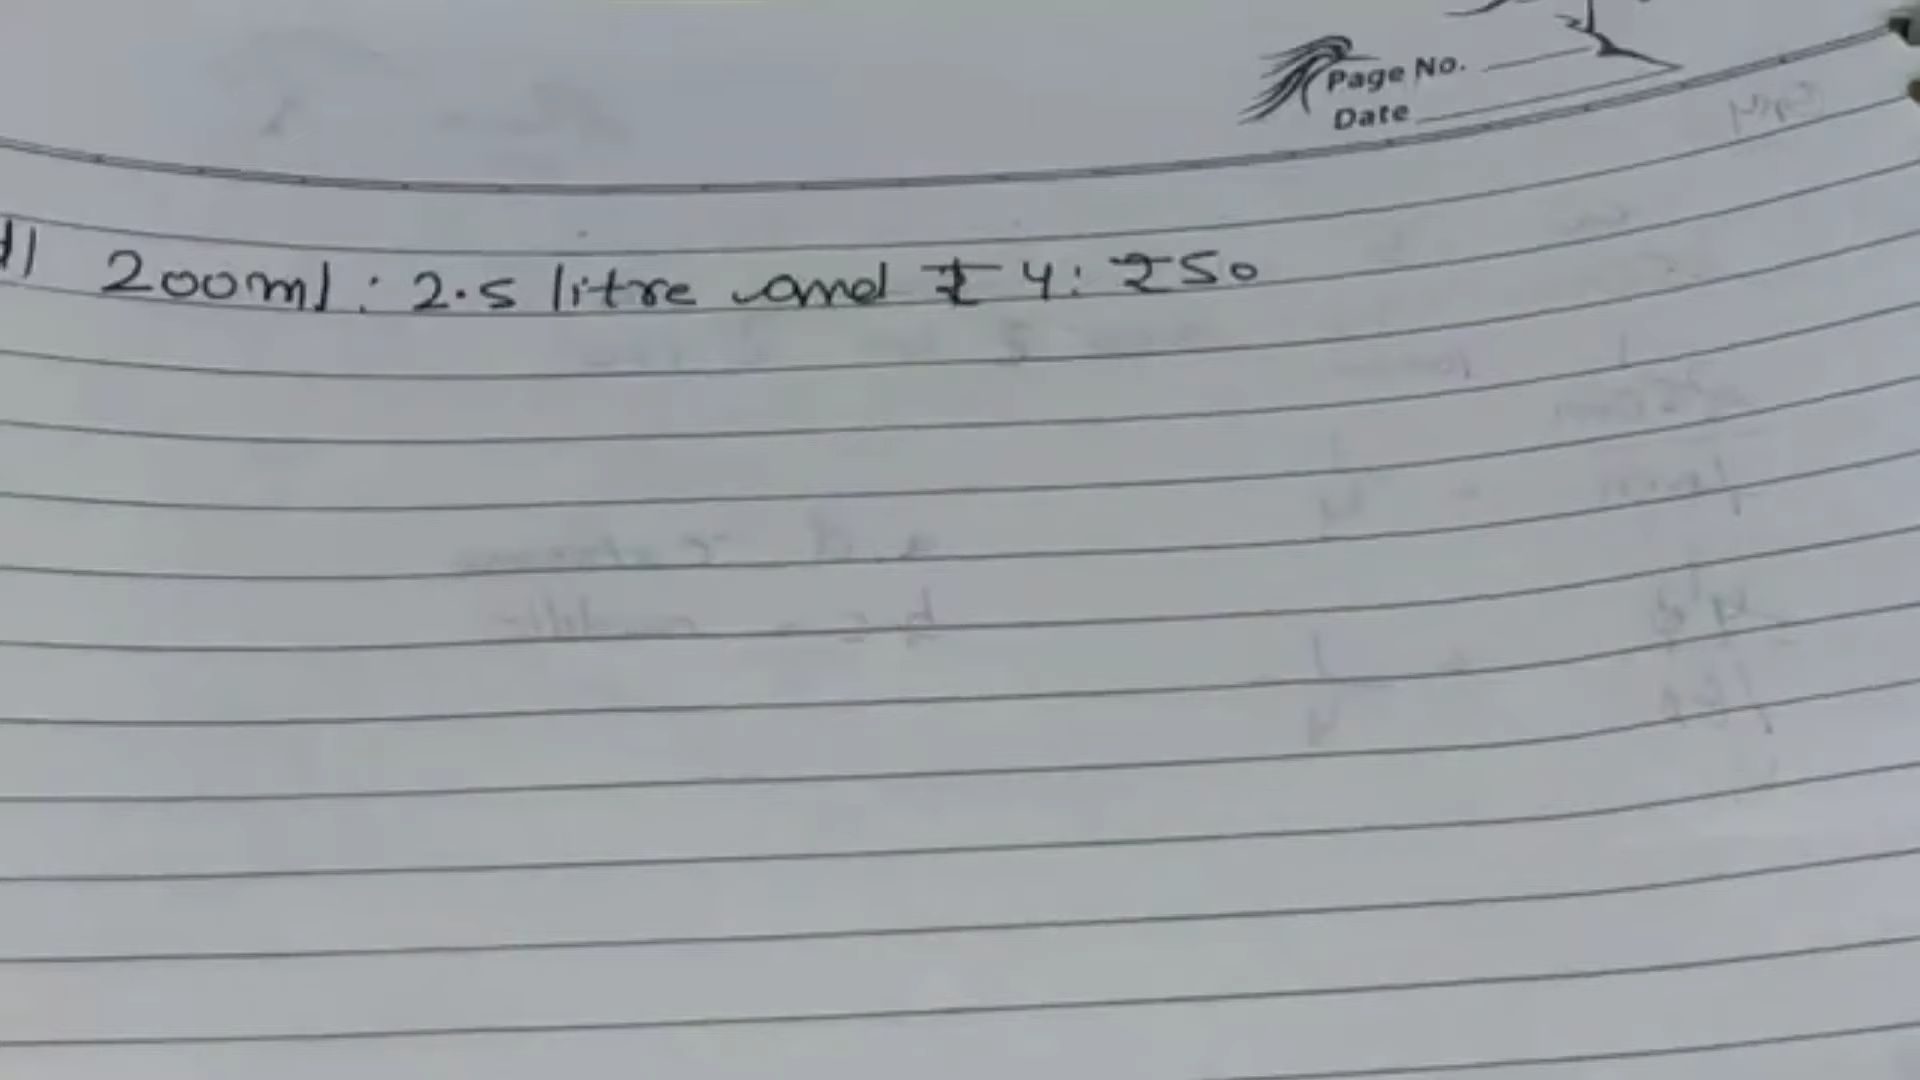 Page No.
Date
d) 200ml : 2.5 litre and ₹ 4 : ₹50